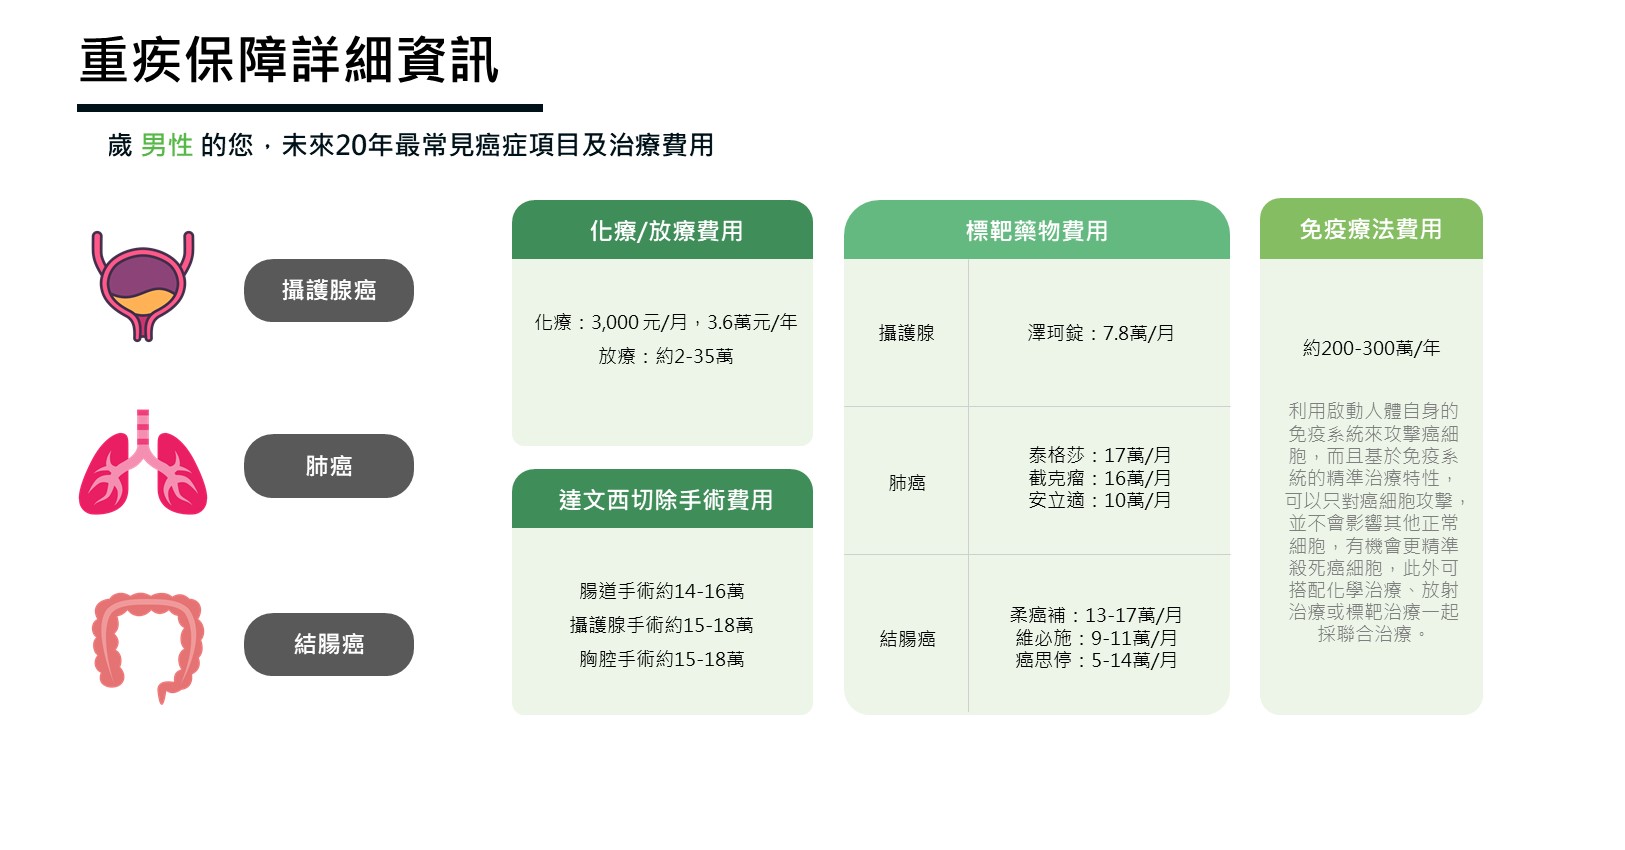 重疾保障詳細資訊
歲 男性 的您，未來20年最常見癌症項目及治療費用
攝護腺癌
肺癌
結腸癌
化療/放療費用
化療：3,000 元/月，3.6萬元/年
放療：約2-35萬
達文西切除手術費用
腸道手術約14-16萬
攝護腺手術約15-18萬
胸腔手術約15-18萬
標靶藥物費用
攝護腺
澤珂錠：7.8萬/月
肺癌
泰格莎：17萬/月
截克瘤：16萬/月
安立適：10萬/月
結腸癌
柔癌補：13-17萬/月
維必施：9-11萬/月
癌思停：5-14萬/月
免疫療法費用
約200-300萬/年
利用啟動人體自身的
免疫系統來攻擊癌細
胞，而且基於免疫系
統的精準治療特性，
可以只對癌細胞攻擊，
並不會影響其他正常
細胞，有機會更精準
殺死癌細胞，此外可
搭配化學治療、放射
治療或標靶治療一起
採聯合治療。